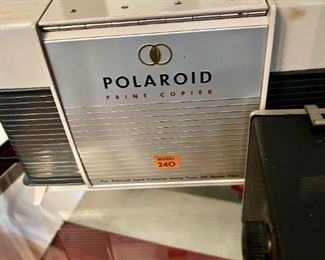 POLAROID
PRINT COPIER
MODEL
240
For Polaroid Land Cameras Using Type 40 Series Film